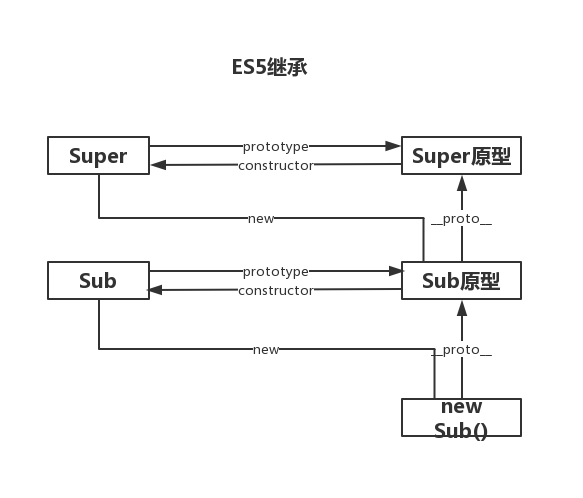 ES5继承
Super
prototype
constructor
Super原型
new
__proto__
Sub
prototype
constructor
Sub原型
new
__proto__
new
Sub()